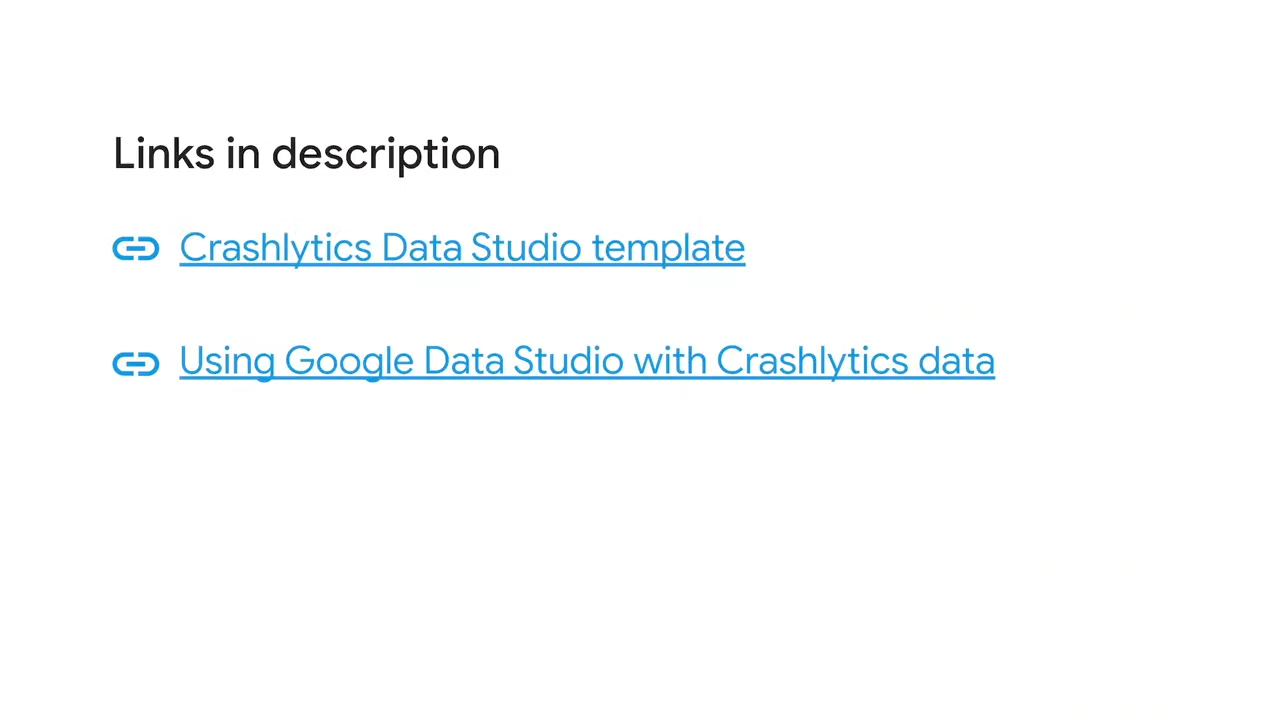 Links in description
Crashlytics Data Studio template
Using Google Data Studio with Crashlytics data